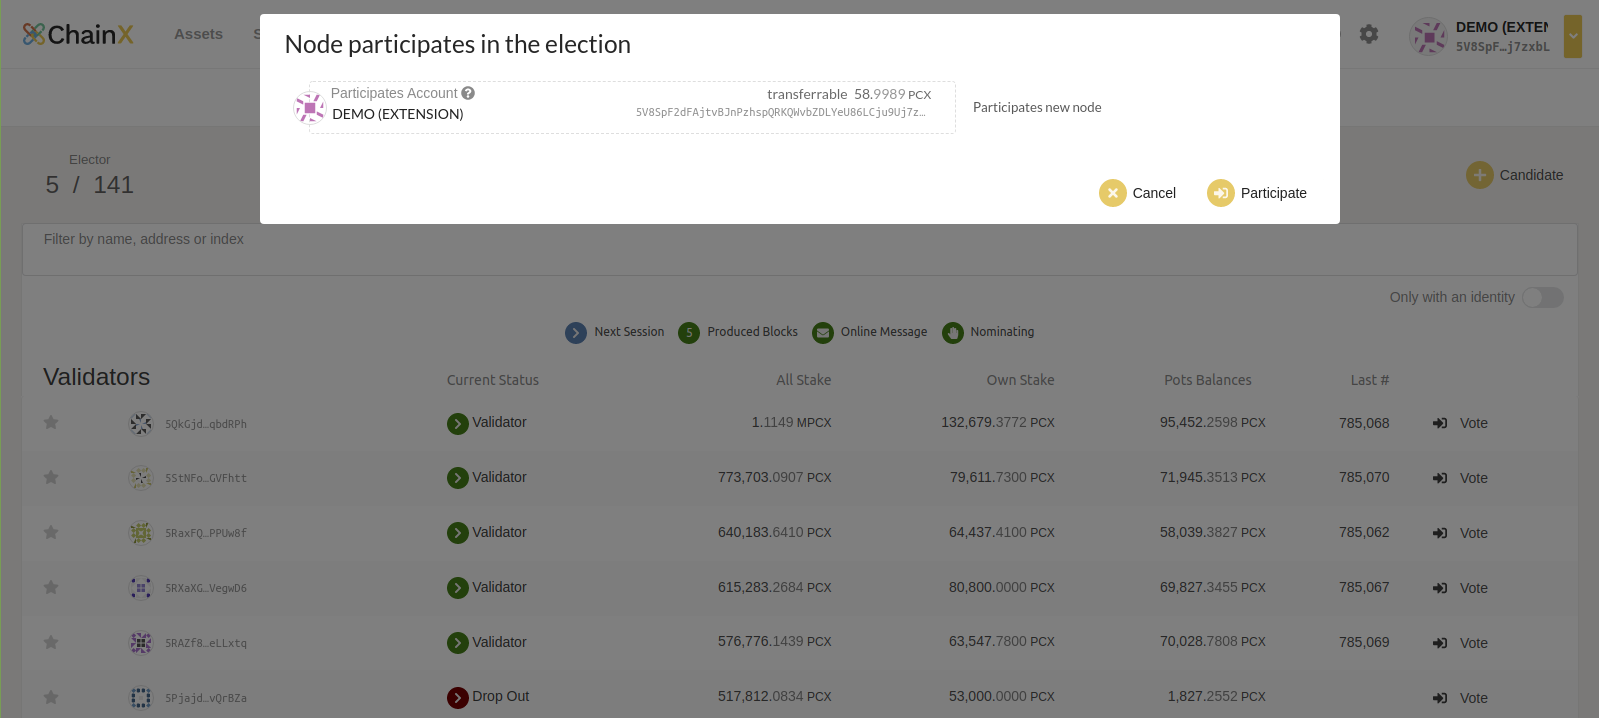 ChainX
Assets
S
DEMO (EXTEN
5V8SpF…j7zxbL
Node participates in the election
Participates Account
transferrable 58.9989 PCX
DEMO (EXTENSION)
5V8SpF2dFAjtvBJnPzhspQRKQWvbZDLYeU86LCju9Uj7z…
Participates new node
Cancel
Participate
Elector
5 / 141
Candidate
Filter by name, address or index
Only with an identity
Next Session
5 Produced Blocks
Online Message
Nominating
Validators Current Status All Stake Own Stake Pots Balances Last #
5QkGjd…qbdRPh Validator 1.1149 MPCX 132,679.3772 PCX 95,452.2598 PCX 785,068 Vote
5StNFo…GVFhtt Validator 773,703.0907 PCX 79,611.7300 PCX 71,945.3513 PCX 785,070 Vote
5RaxFQ…PPUw8f Validator 640,183.6410 PCX 64,437.4100 PCX 58,039.3827 PCX 785,062 Vote
5RXaXG…VegwD6 Validator 615,283.2684 PCX 80,800.0000 PCX 69,827.3455 PCX 785,067 Vote
5RAZf8…eLLxtq Validator 576,776.1439 PCX 63,547.7800 PCX 70,028.7808 PCX 785,069 Vote
5Pjajd…vQrBZa Drop Out 517,812.0834 PCX 53,000.0000 PCX 1,827.2552 PCX Vote